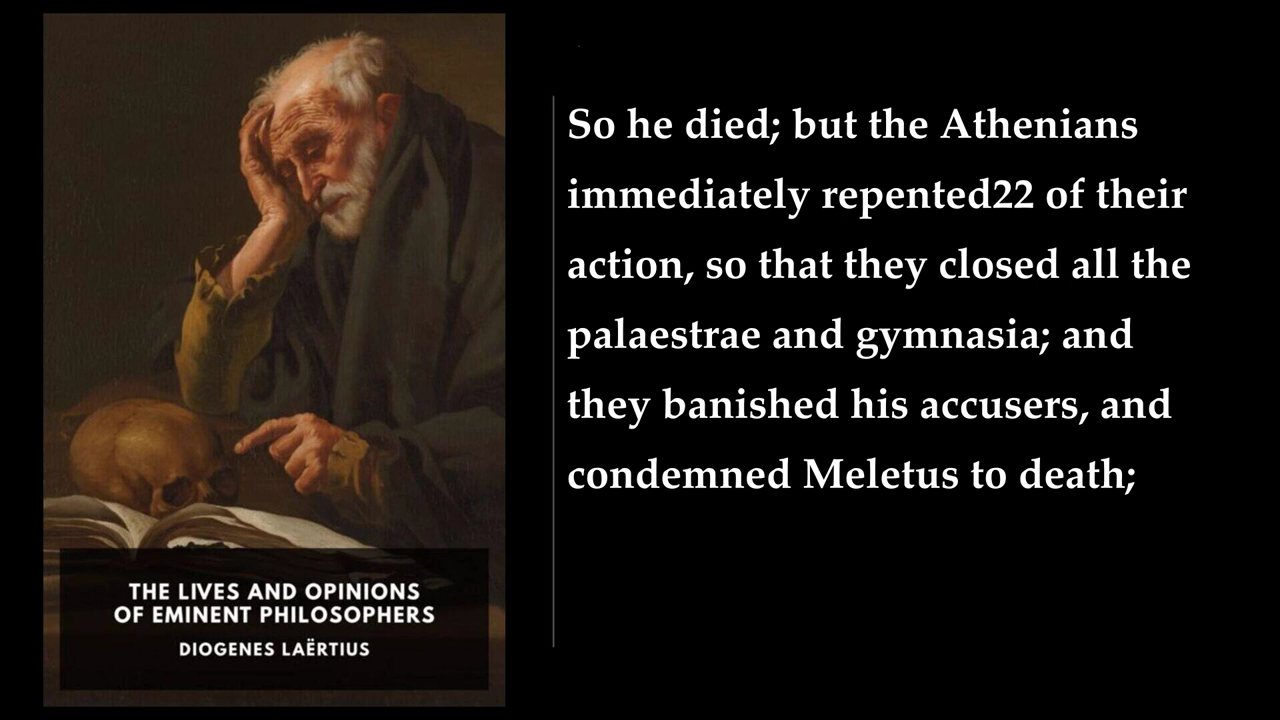 So he died; but the Athenians
immediately repented22 of their
action, so that they closed all the
palaestrae and gymnasia; and
they banished his accusers, and
condemned Meletus to death;
THE LIVES AND OPINIONS
OF EMINENT PHILOSOPHERS
DIOGENES LAËRTIUS